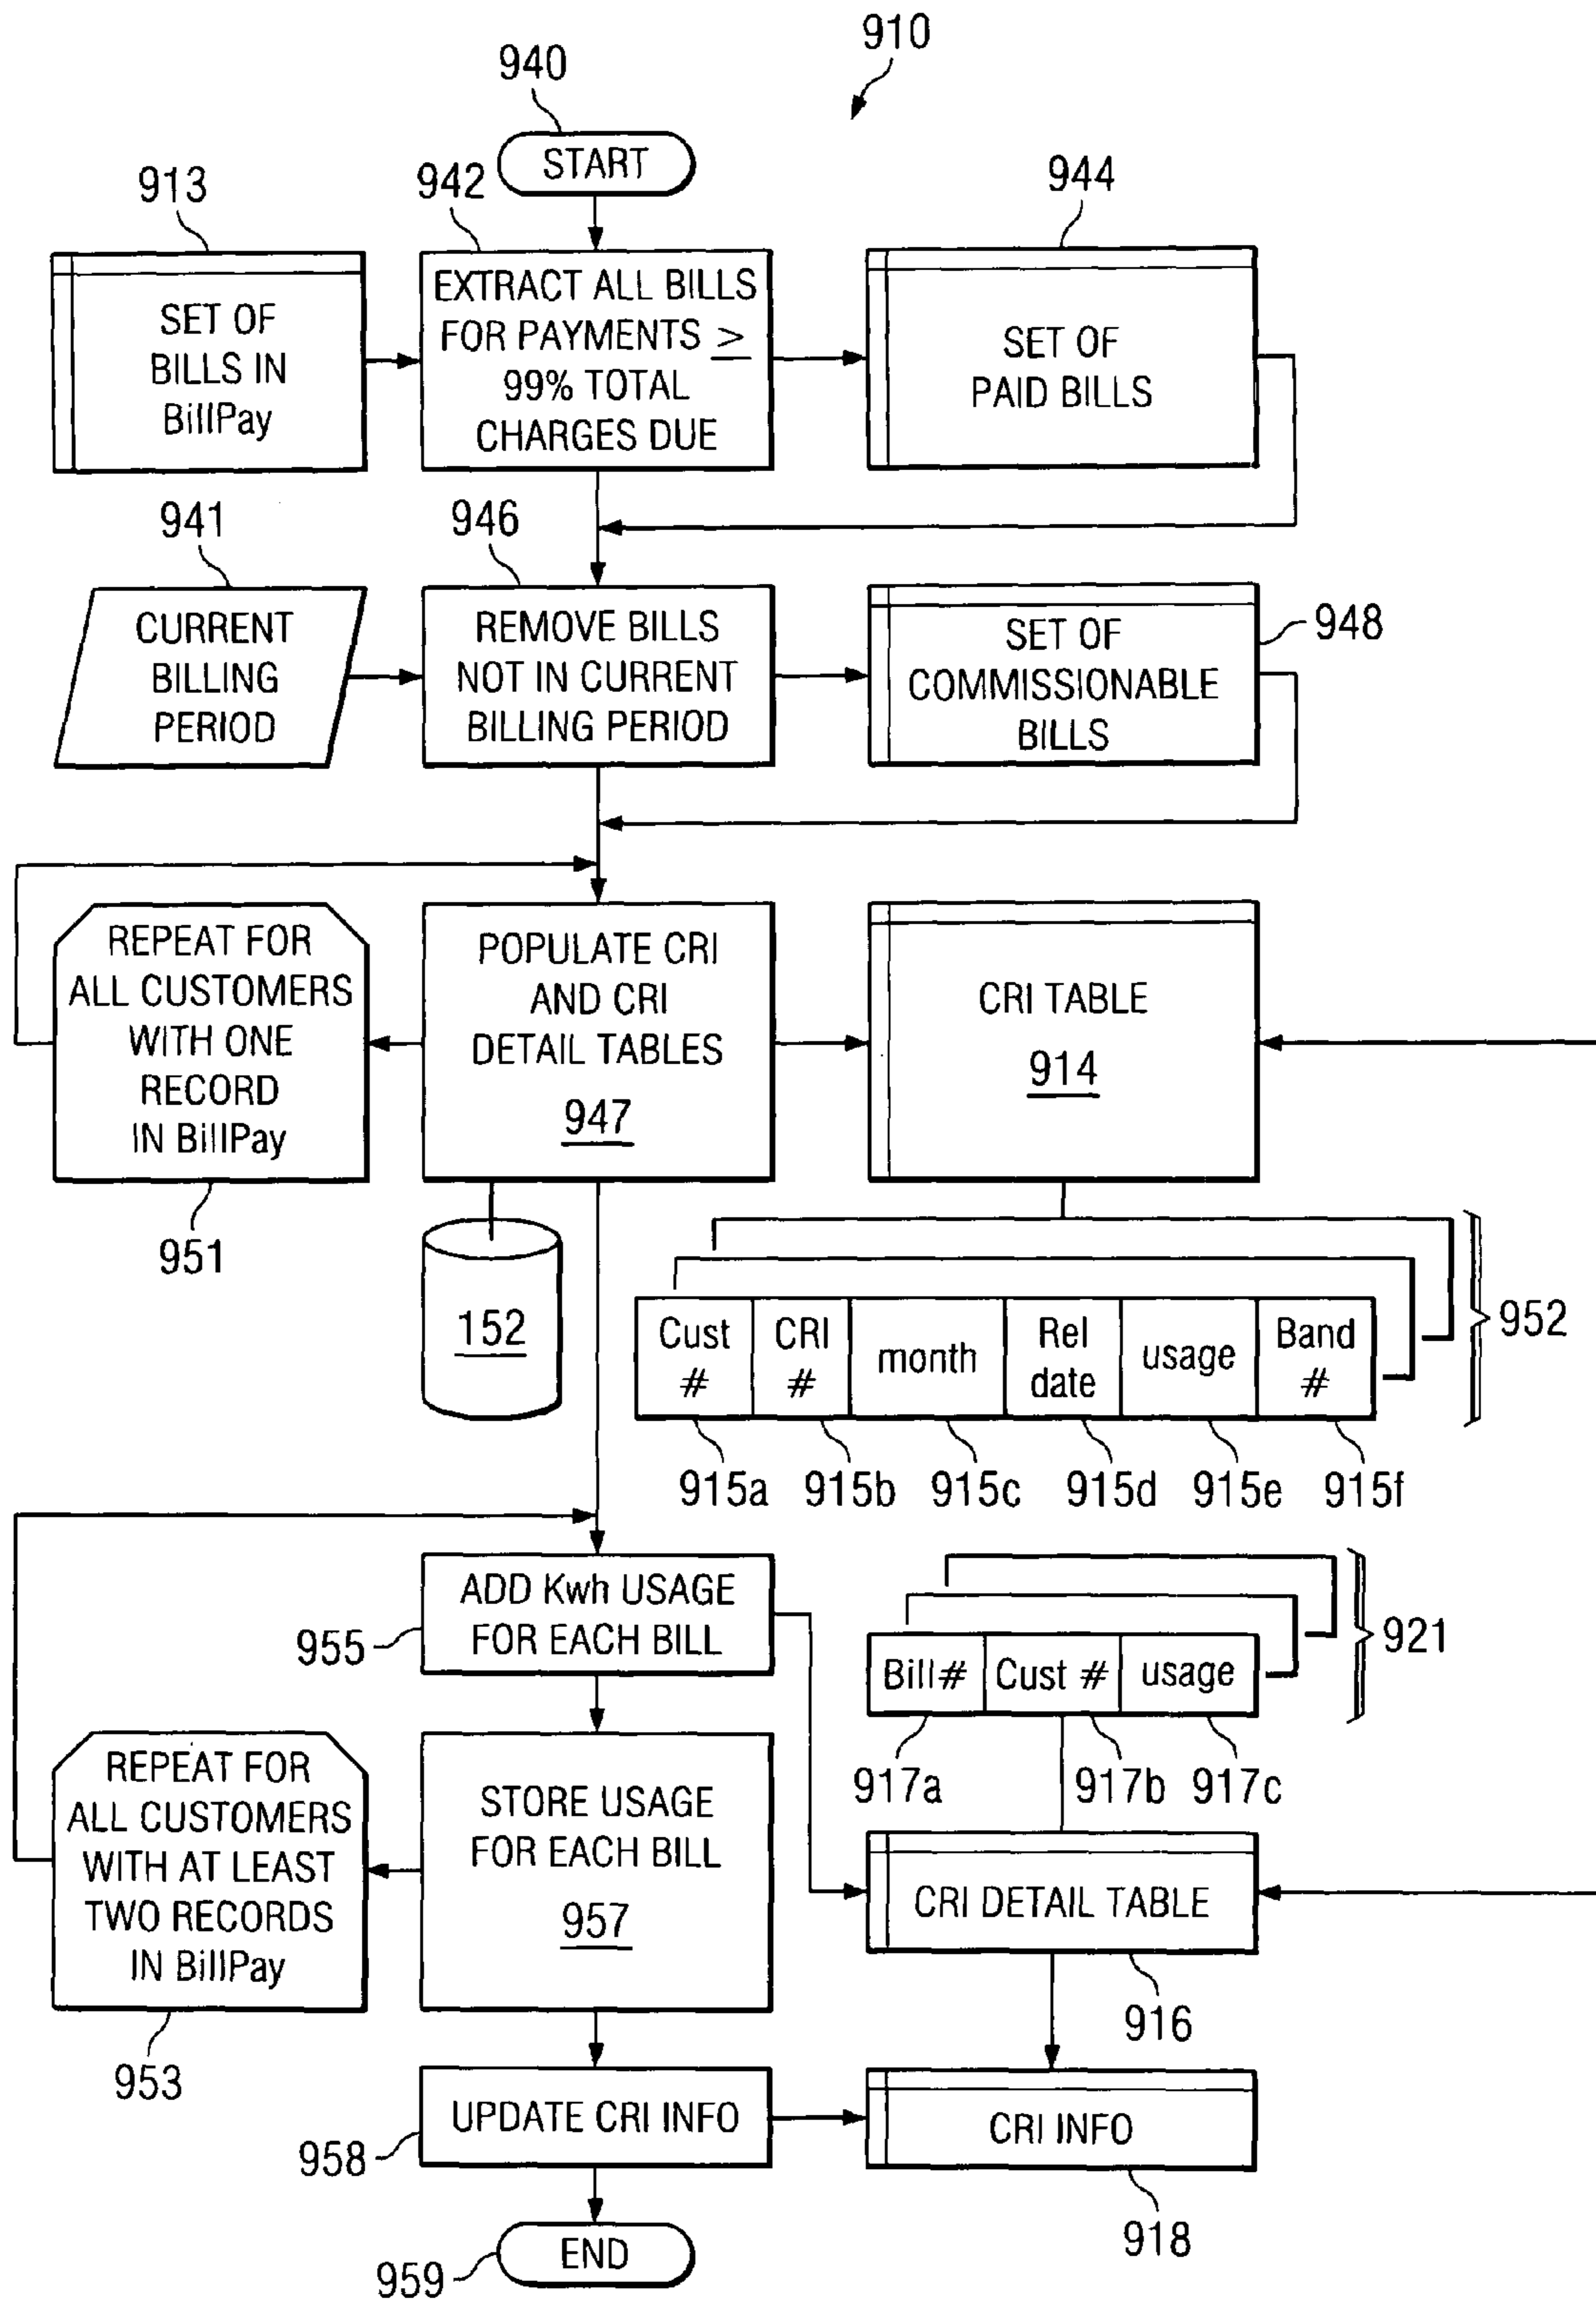 910
940
START
913
942
944
SET OF
BILLS IN
BillPay
EXTRACT ALL BILLS
FOR PAYMENTS ≥
99% TOTAL
CHARGES DUE
SET OF
PAID BILLS
941
946
CURRENT
BILLING
PERIOD
REMOVE BILLS
NOT IN CURRENT
BILLING PERIOD
SET OF
COMMISSIONABLE
BILLS
948
REPEAT FOR
ALL CUSTOMERS
WITH ONE
RECORD
IN BillPay
951
POPULATE CRI
AND CRI
DETAIL TABLES
947
CRI TABLE
914
152
Cust
#
CRI
#
month
Rel
date
usage
Band
#
952
915a
915b
915c
915d
915e
915f
ADD Kwh USAGE
FOR EACH BILL
955
Bill#
Cust #
usage
921
917a
917b
917c
REPEAT FOR
ALL CUSTOMERS
WITH AT LEAST
TWO RECORDS
IN BillPay
953
STORE USAGE
FOR EACH BILL
957
CRI DETAIL TABLE
916
UPDATE CRI INFO
958
CRI INFO
918
END
959